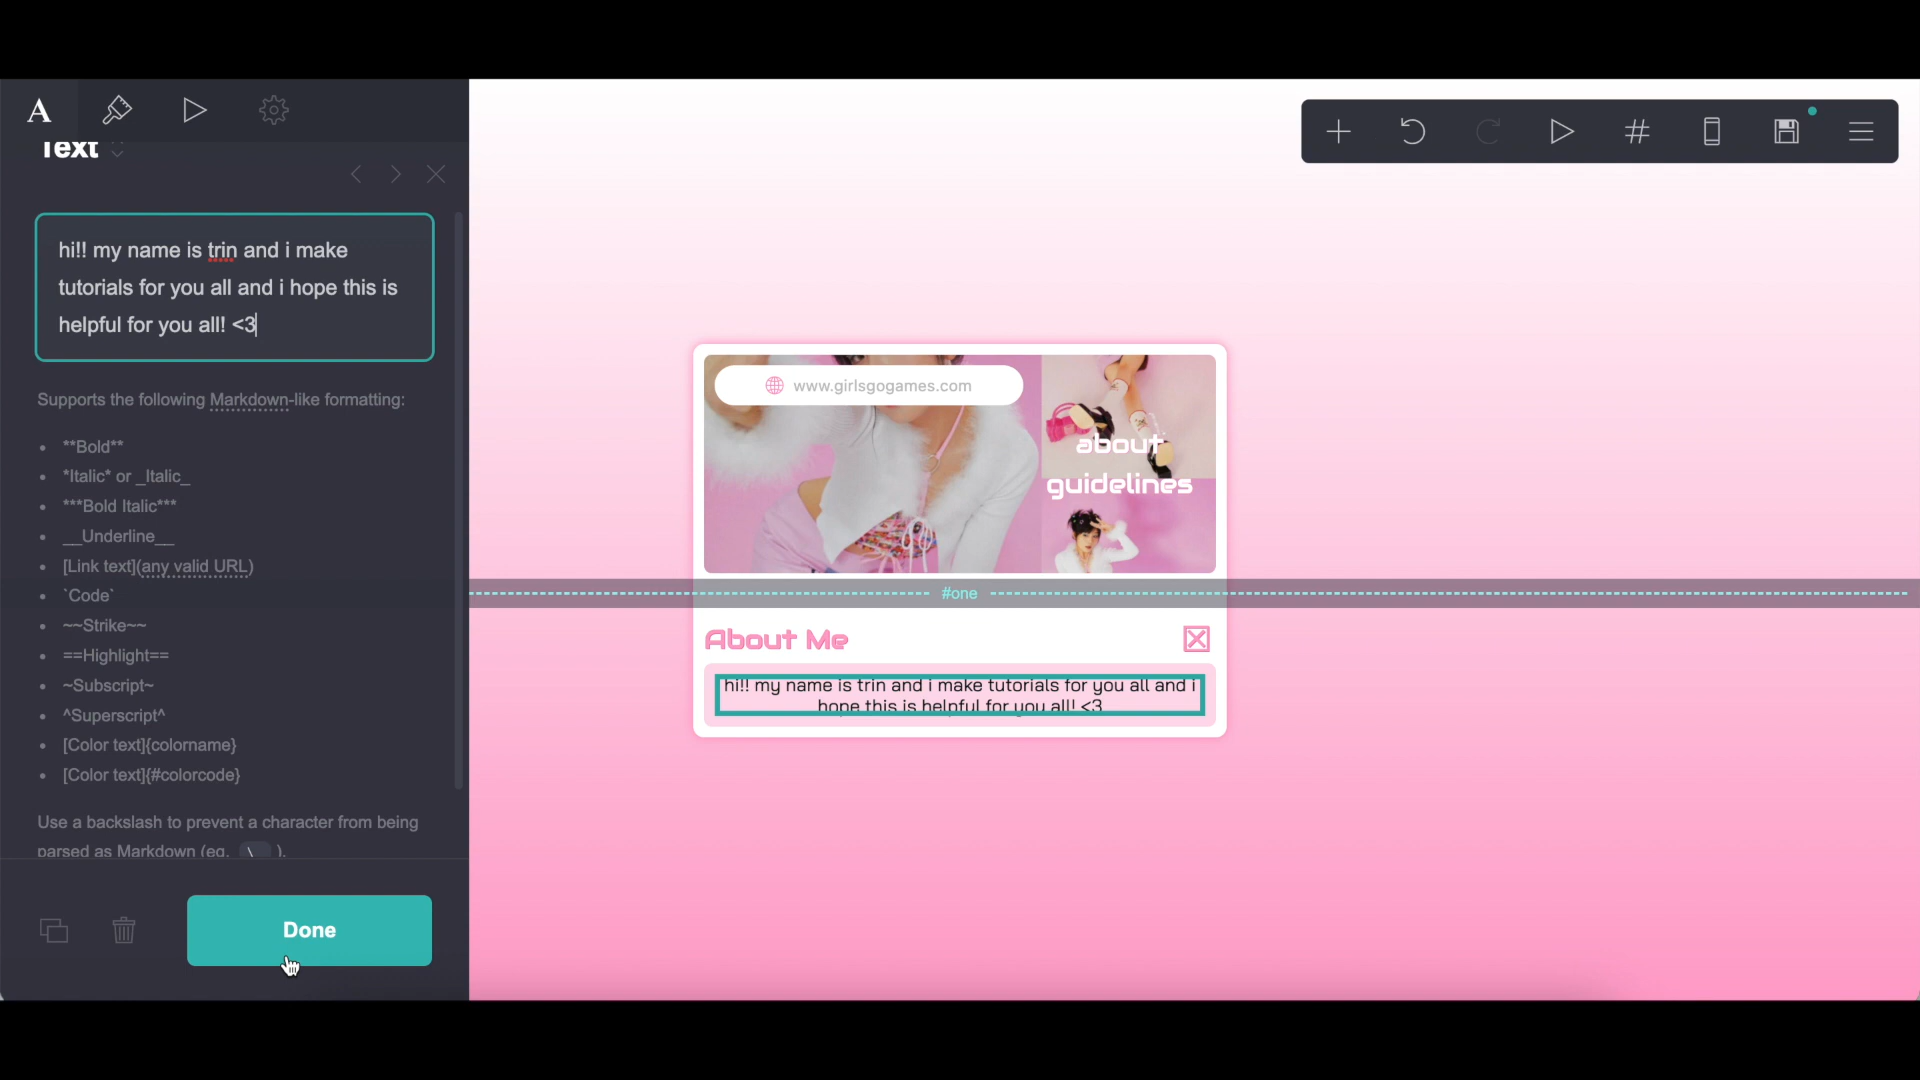 A
Text
hi!! my name is trin and i make
tutorials for you all and i hope this is
helpful for you all! <3
Supports the following Markdown-like formatting:
• **Bold**
• *Italic* or _Italic_
• ***Bold Italic***
• __Underline__
• [Link text](any valid URL)
• `Code`
• ~~Strike~~
• ==Highlight==
• ~Subscript~
• ^Superscript^
• [Color text]{colorname}
• [Color text]{#colorcode}
Use a backslash to prevent a character from being
parsed as Markdown (eg. \ ).
Done
www.girlsgogames.com
about
guidelines
#one
About Me
hi!! my name is trin and i make tutorials for you all and i
hope this is helpful for you all! <3